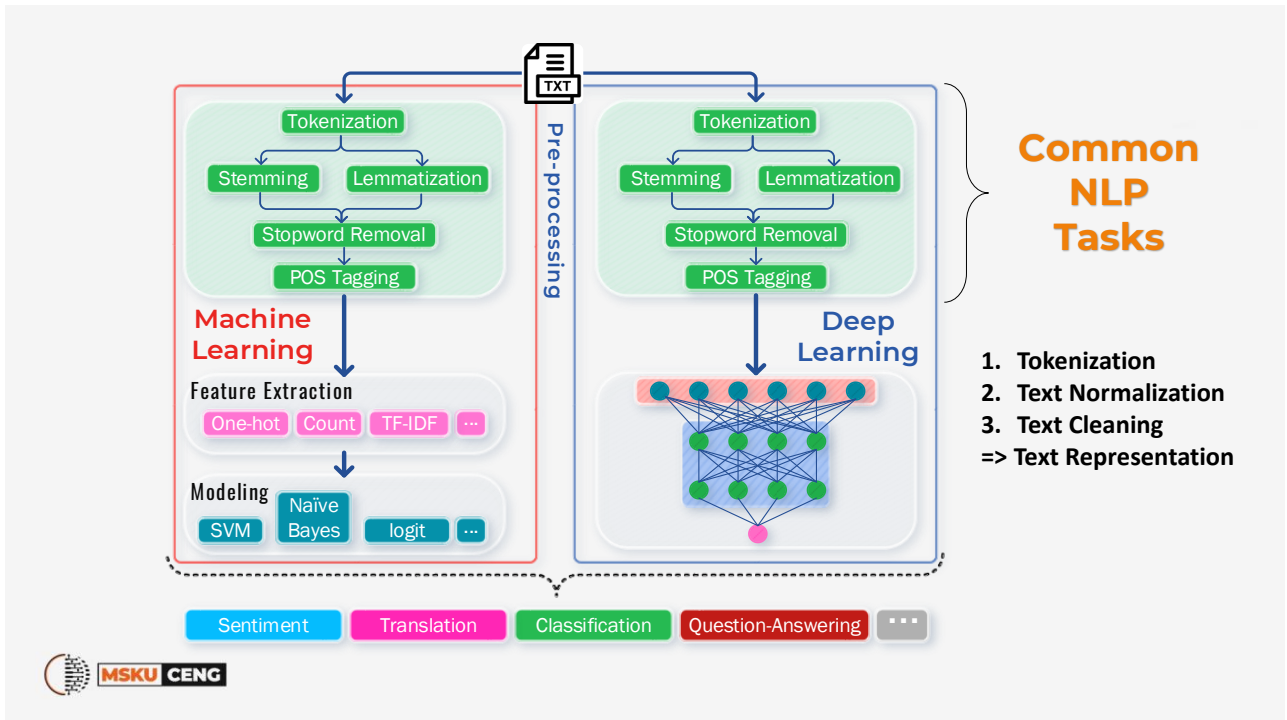 TXT
Pre-processing
Tokenization
Stemming
Lemmatization
Stopword Removal
POS Tagging
Machine
Learning
Feature Extraction
One-hot
Count
TF-IDF
...
Modeling
SVM
Naïve
Bayes
logit
...
Tokenization
Stemming
Lemmatization
Stopword Removal
POS Tagging
Deep
Learning
Common
NLP
Tasks
1. Tokenization
2. Text Normalization
3. Text Cleaning
=> Text Representation
Sentiment
Translation
Classification
Question-Answering
...
MSKU CENG